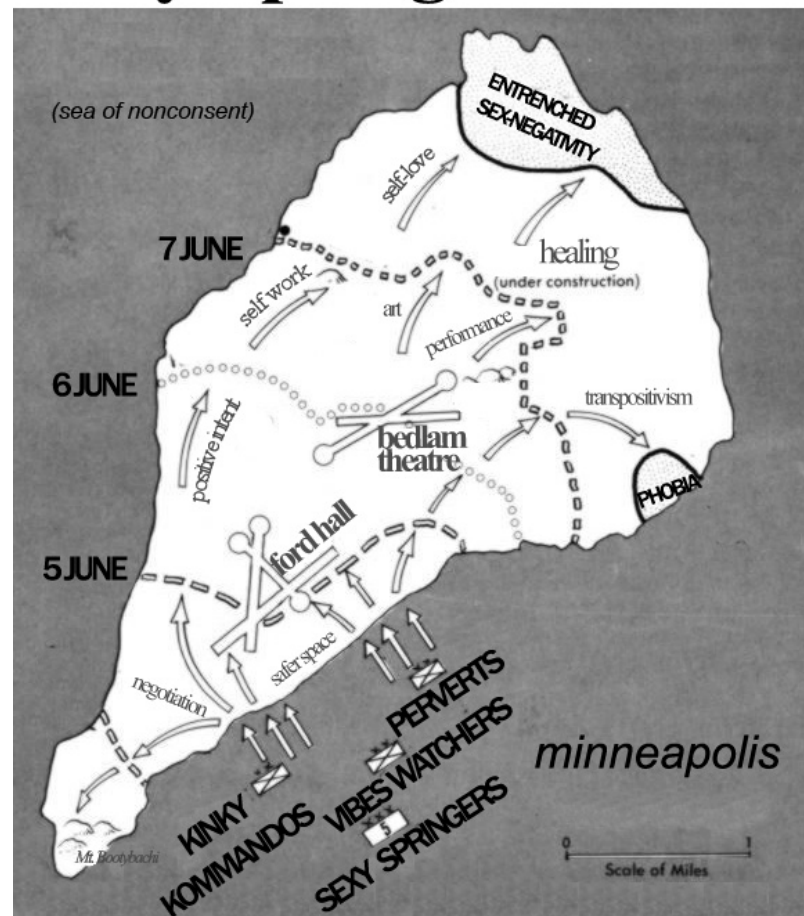 (sea of nonconsent)
ENTRENCHED
SEX-NEGATIVITY
self-love
7 JUNE
healing
(under construction)
self work
art
performance
6 JUNE
transpositivism
positive intent
bedlam
theatre
PHOBIA
ford hall
5 JUNE
safer space
negotiation
PERVERTS
VIBES WATCHERS
minneapolis
KINKY
KOMMANDOS
5
SEXY SPRINGERS
Mt. Bootybachi
0 1
Scale of Miles